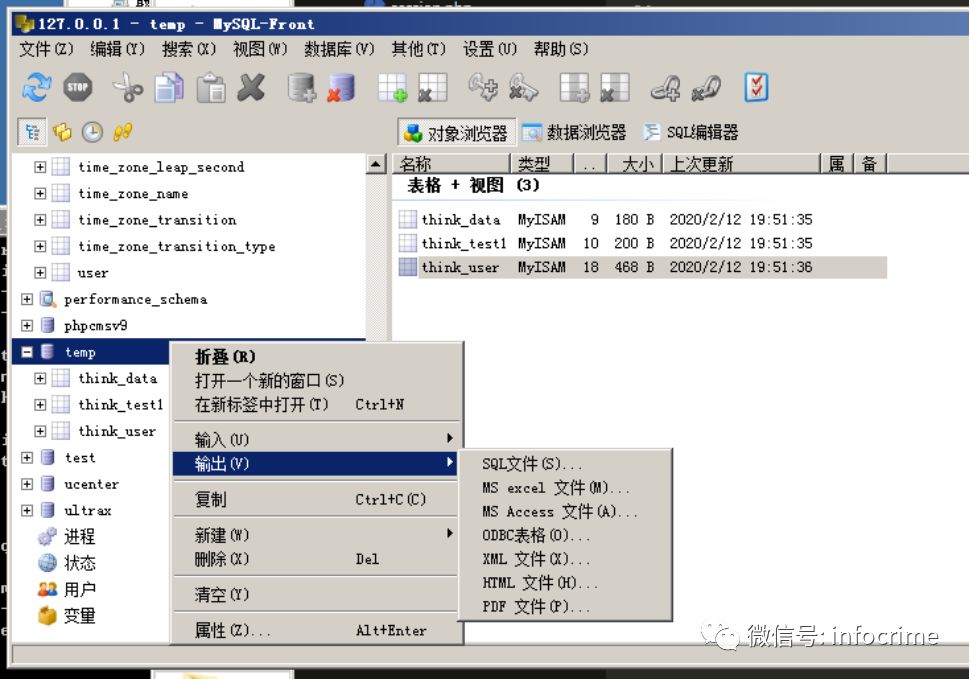 127.0.0.1 - temp - MySQL-Front
文件(Z) 编辑(Y) 搜索(X) 视图(W) 数据库(V) 其他(T) 设置(U) 帮助(S)
STOP
对象浏览器 数据浏览器 SQL编辑器
名称 类型 .. 大小 上次更新 属 备
表格 + 视图 (3)
think_data MyISAM 9 180 B 2020/2/12 19:51:35
think_test1 MyISAM 10 200 B 2020/2/12 19:51:35
think_user MyISAM 18 468 B 2020/2/12 19:51:36
time_zone_leap_second
time_zone_name
time_zone_transition
time_zone_transition_type
user
performance_schema
phpcmsv9
temp
think_data
think_test1
think_user
test
ucenter
ultrax
进程
状态
用户
变量
折叠(R)
打开一个新的窗口(S)
在新标签中打开(T) Ctrl+N
输入(U)
输出(V)
复制 Ctrl+C(C)
新建(W)
删除(X) Del
清空(Y)
属性(Z)... Alt+Enter
SQL文件(S)...
MS excel 文件(M)...
MS Access 文件(A)...
ODBC表格(O)...
XML 文件(X)...
HTML 文件(H)...
PDF 文件(P)...
微信号: infocrime